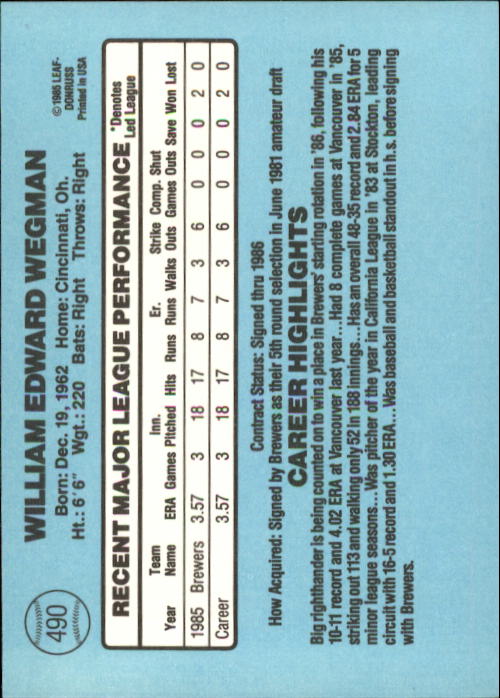 490
WILLIAM EDWARD WEGMAN
Born: Dec. 19, 1962 Home: Cincinnati, Oh.
Ht.: 6'6" Wgt.: 220 Bats: Right Throws: Right
©1985 LEAF-
DONRUSS
Printed in USA
RECENT MAJOR LEAGUE PERFORMANCE
*Denotes
Led League
Team Inn. Er. Strike Comp. Shut
Year Name ERA Games Pitched Hits Runs Runs Walks Outs Games Outs Save Won Lost
1985 Brewers 3.57 3 18 17 8 7 3 6 0 0 0 2 0
Career 3.57 3 18 17 8 7 3 6 0 0 0 2 0
Contract Status: Signed thru 1986
How Acquired: Signed by Brewers as their 5th round selection in June 1981 amateur draft
CAREER HIGHLIGHTS
Big righthander is being counted on to win a place in Brewers' starting rotation in '86, following his
10-11 record and 4.02 ERA at Vancouver last year...Had 8 complete games at Vancouver in '85,
striking out 113 and walking only 52 in 188 innings...Has an overall 48-35 record and 2.84 ERA for 5
minor league seasons...Was pitcher of the year in California League in '83 at Stockton, leading
circuit with 16-5 record and 1.30 ERA...Was baseball and basketball standout in h.s. before signing
with Brewers.